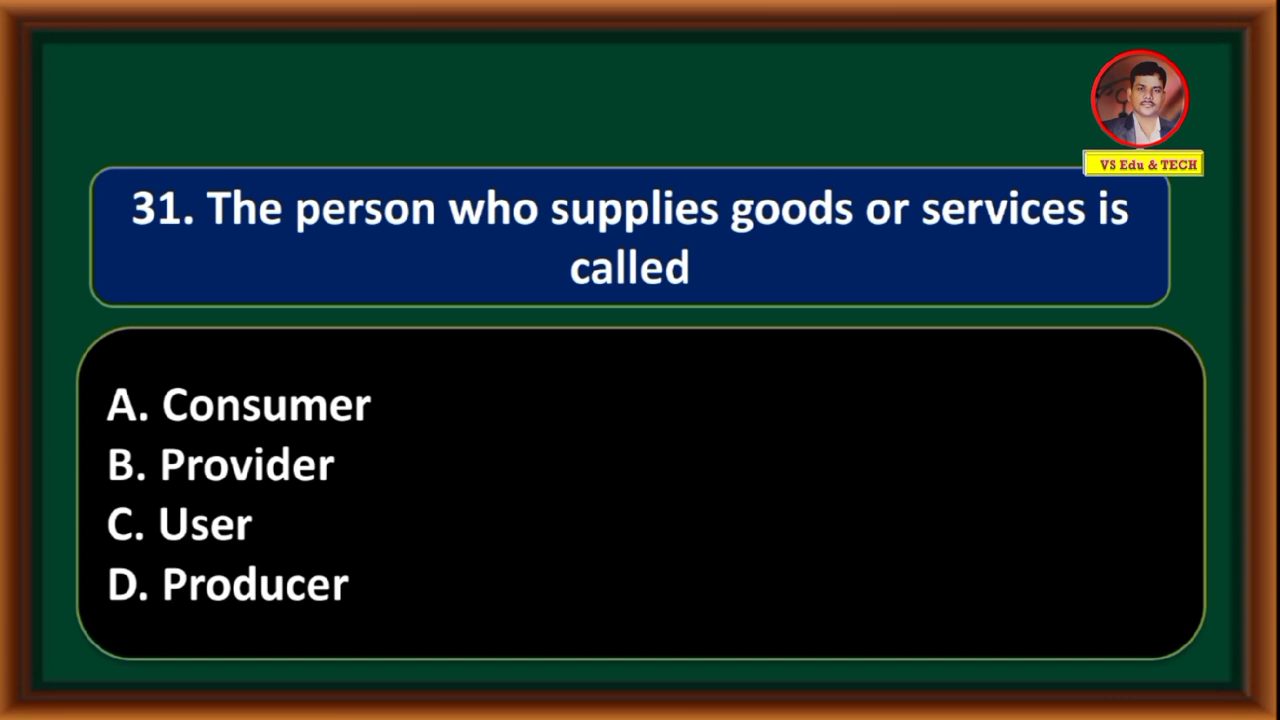 VS Edu & TECH
31. The person who supplies goods or services is
called
A. Consumer
B. Provider
C. User
D. Producer